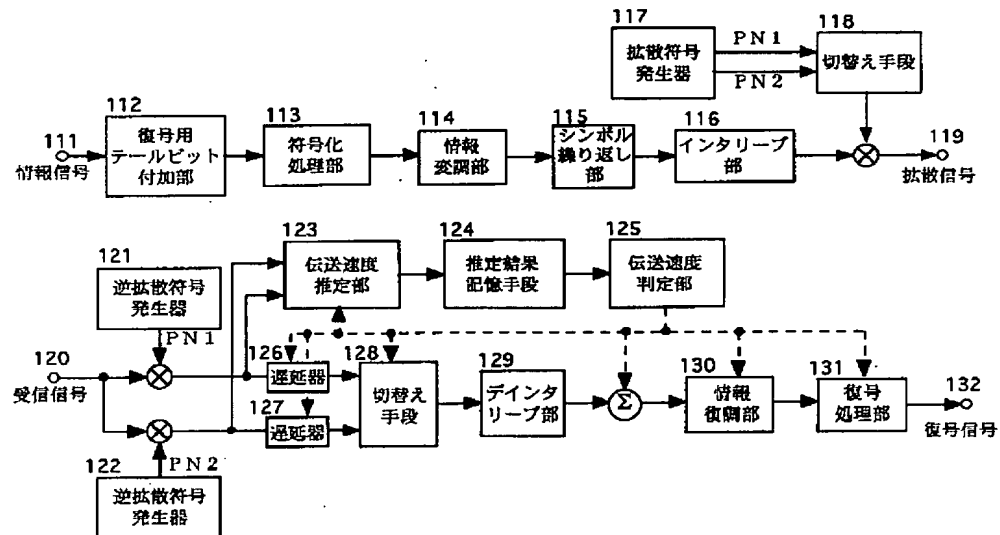 117
拡散符号
発生器
PN1
PN2
118
切替え手段
111
情報信号
112
復号用
テールビット
付加部
113
符号化
処理部
114
情報
変調部
115
シンボル
繰り返し
部
116
インタリーブ
部
119
拡散信号
121
逆拡散符号
発生器
PN1
123
伝送速度
推定部
124
推定結果
記憶手段
125
伝送速度
判定部
120
受信信号
126
遅延器
127
遅延器
128
切替え
手段
129
デインタ
リーブ部
Σ
130
情報
復調部
131
復号
処理部
132
復号信号
122
PN2
逆拡散符号
発生器